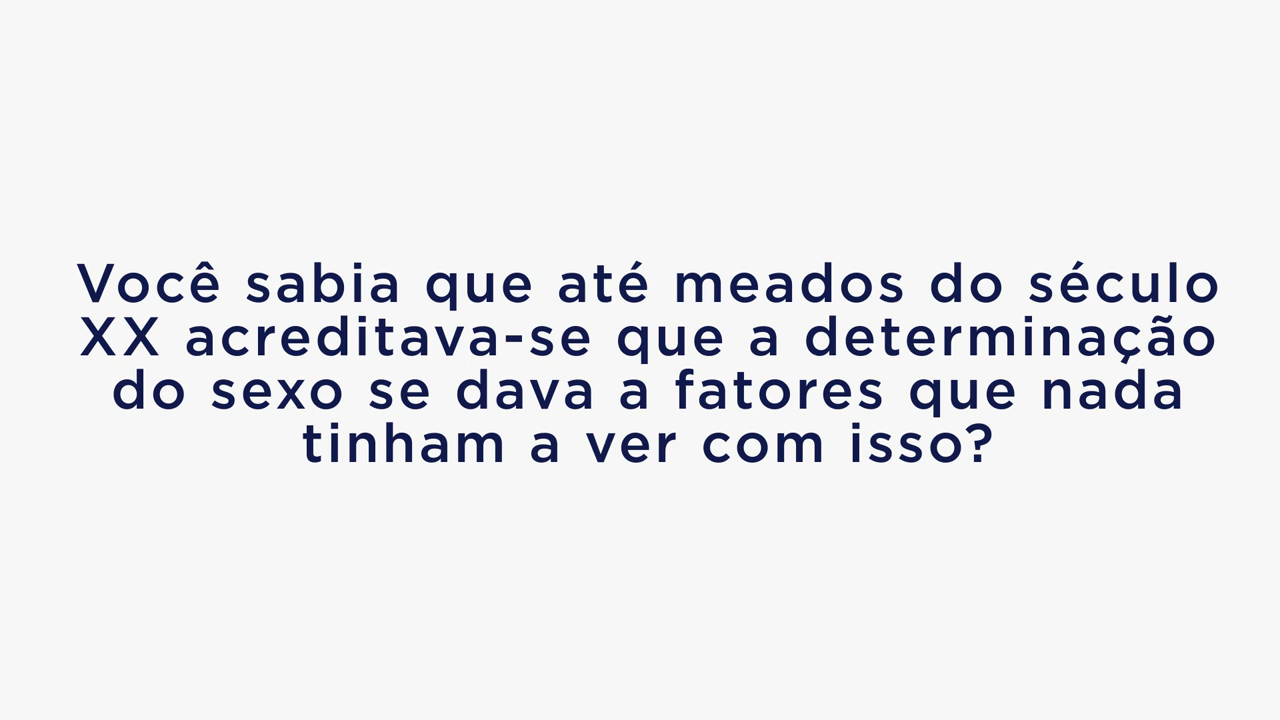 Você sabia que até meados do século
XX acreditava-se que a determinação
do sexo se dava a fatores que nada
tinham a ver com isso?